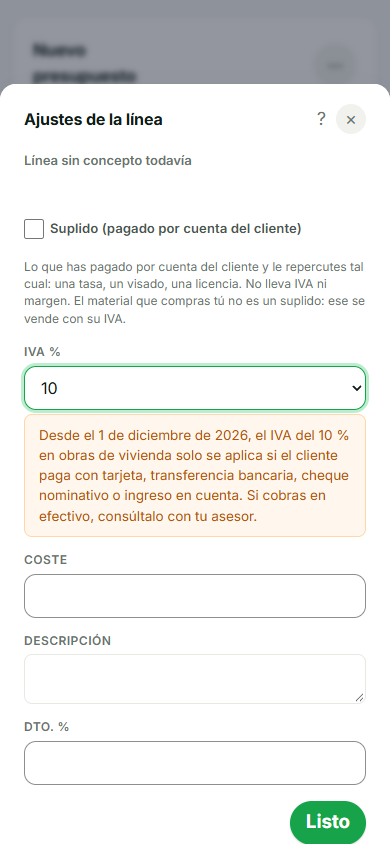 Nuevo
presupuesto
Ajustes de la línea
?
×
Línea sin concepto todavía
Suplido (pagado por cuenta del cliente)
Lo que has pagado por cuenta del cliente y le repercutes tal
cual: una tasa, un visado, una licencia. No lleva IVA ni
margen. El material que compras tú no es un suplido: ese se
vende con su IVA.
IVA %
10
Desde el 1 de diciembre de 2026, el IVA del 10 %
en obras de vivienda solo se aplica si el cliente
paga con tarjeta, transferencia bancaria, cheque
nominativo o ingreso en cuenta. Si cobras en
efectivo, consúltalo con tu asesor.
COSTE
DESCRIPCIÓN
DTO. %
Listo